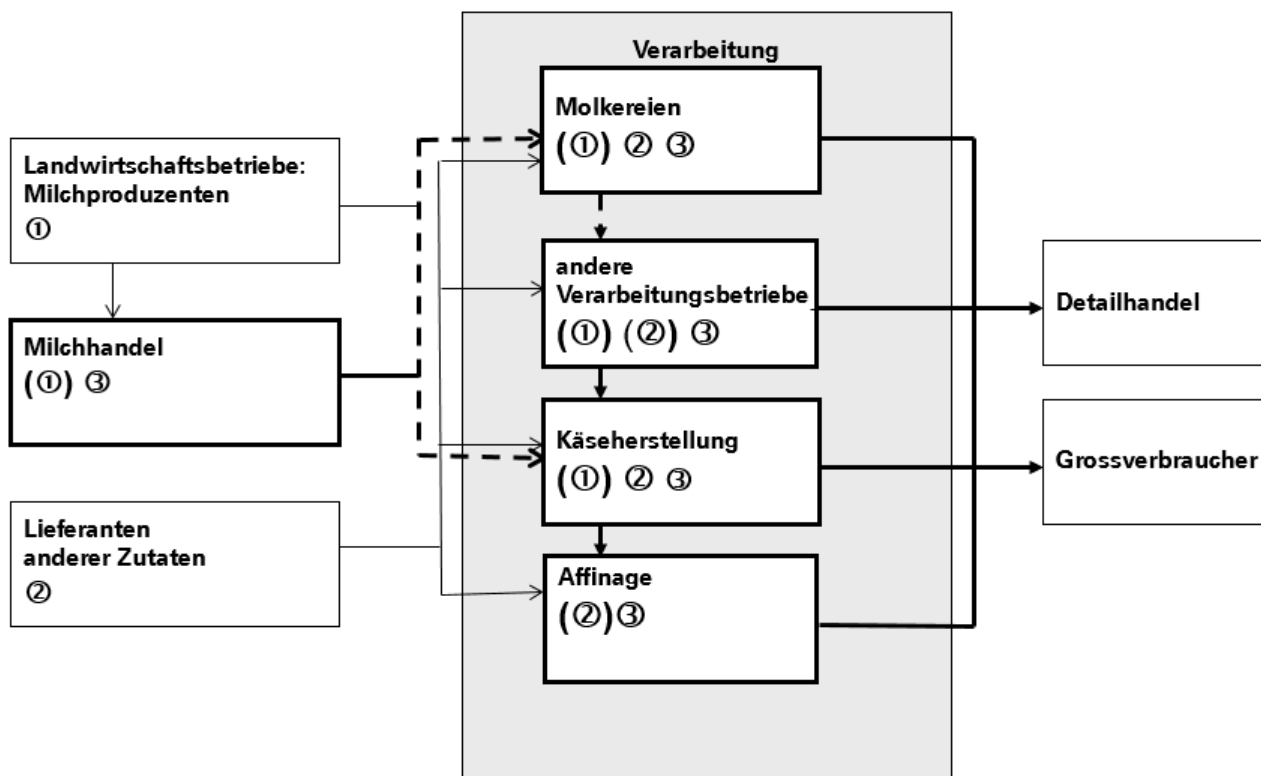 Verarbeitung
Molkereien
(①) ② ③
Landwirtschaftsbetriebe:
Milchproduzenten
①
andere
Verarbeitungsbetriebe
(①) (②) ③
Detailhandel
Milchhandel
(①) ③
Käseherstellung
(①) ② ③
Grossverbraucher
Lieferanten
anderer Zutaten
②
Affinage
(②)③